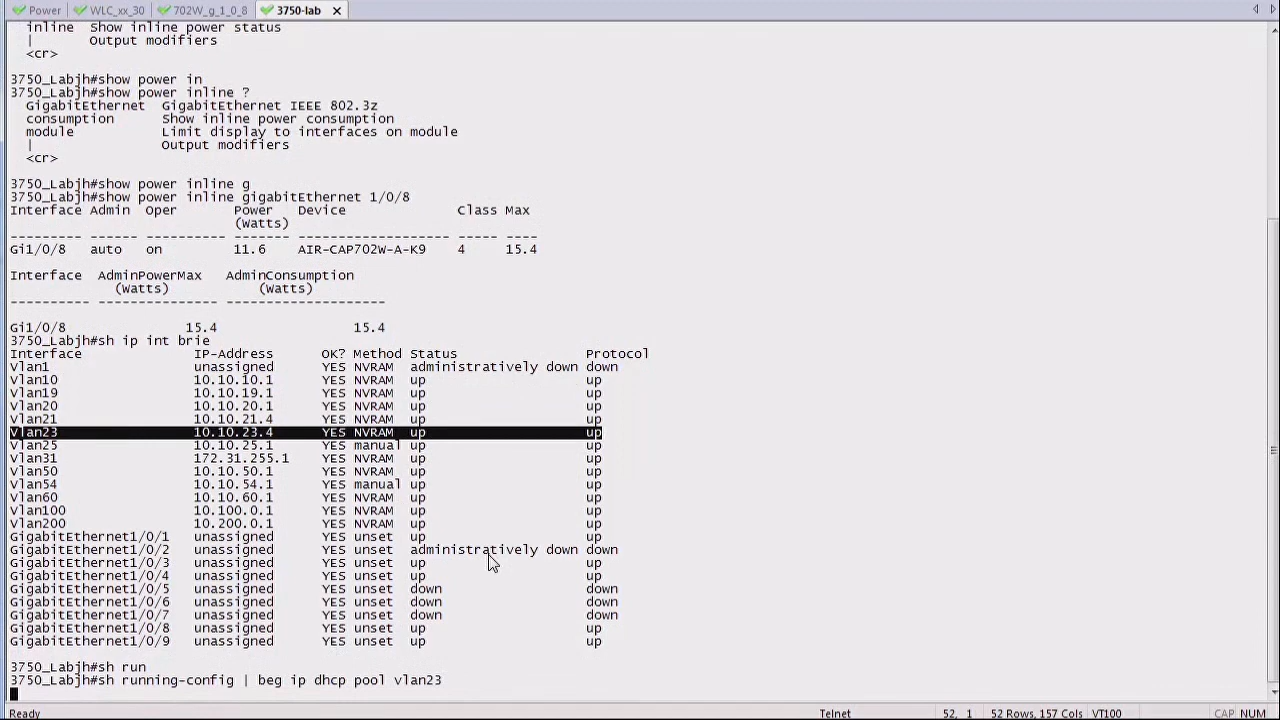 Power WLC_xx_30 702W_g_1_0_8 3750-lab
inline Show inline power status
| Output modifiers
<cr>
3750_Labjh#show power in
3750_Labjh#show power inline ?
GigabitEthernet GigabitEthernet IEEE 802.3z
consumption Show inline power consumption
module Limit display to interfaces on module
| Output modifiers
<cr>
3750_Labjh#show power inline g
3750_Labjh#show power inline gigabitEthernet 1/0/8
Interface Admin Oper Power Device Class Max
(Watts)
--------- ------ ---------- ------- ------------------- ----- ----
Gi1/0/8 auto on 11.6 AIR-CAP702W-A-K9 4 15.4
Interface AdminPowerMax AdminConsumption
(Watts) (Watts)
---------- --------------- --------------------
Gi1/0/8 15.4 15.4
3750_Labjh#sh ip int brie
Interface IP-Address OK? Method Status Protocol
Vlan1 unassigned YES NVRAM administratively down down
Vlan10 10.10.10.1 YES NVRAM up up
Vlan19 10.10.19.1 YES NVRAM up up
Vlan20 10.10.20.1 YES NVRAM up up
Vlan21 10.10.21.4 YES NVRAM up up
Vlan23 10.10.23.4 YES NVRAM up up
Vlan25 10.10.25.1 YES manual up up
Vlan31 172.31.255.1 YES NVRAM up up
Vlan50 10.10.50.1 YES NVRAM up up
Vlan54 10.10.54.1 YES manual up up
Vlan60 10.10.60.1 YES NVRAM up up
Vlan100 10.100.0.1 YES NVRAM up up
Vlan200 10.200.0.1 YES NVRAM up up
GigabitEthernet1/0/1 unassigned YES unset up up
GigabitEthernet1/0/2 unassigned YES unset administratively down down
GigabitEthernet1/0/3 unassigned YES unset up up
GigabitEthernet1/0/4 unassigned YES unset up up
GigabitEthernet1/0/5 unassigned YES unset down down
GigabitEthernet1/0/6 unassigned YES unset down down
GigabitEthernet1/0/7 unassigned YES unset down down
GigabitEthernet1/0/8 unassigned YES unset up up
GigabitEthernet1/0/9 unassigned YES unset up up
3750_Labjh#sh run
3750_Labjh#sh running-config | beg ip dhcp pool vlan23
Ready Telnet 52, 1 52 Rows, 157 Cols VT100 CAP NUM